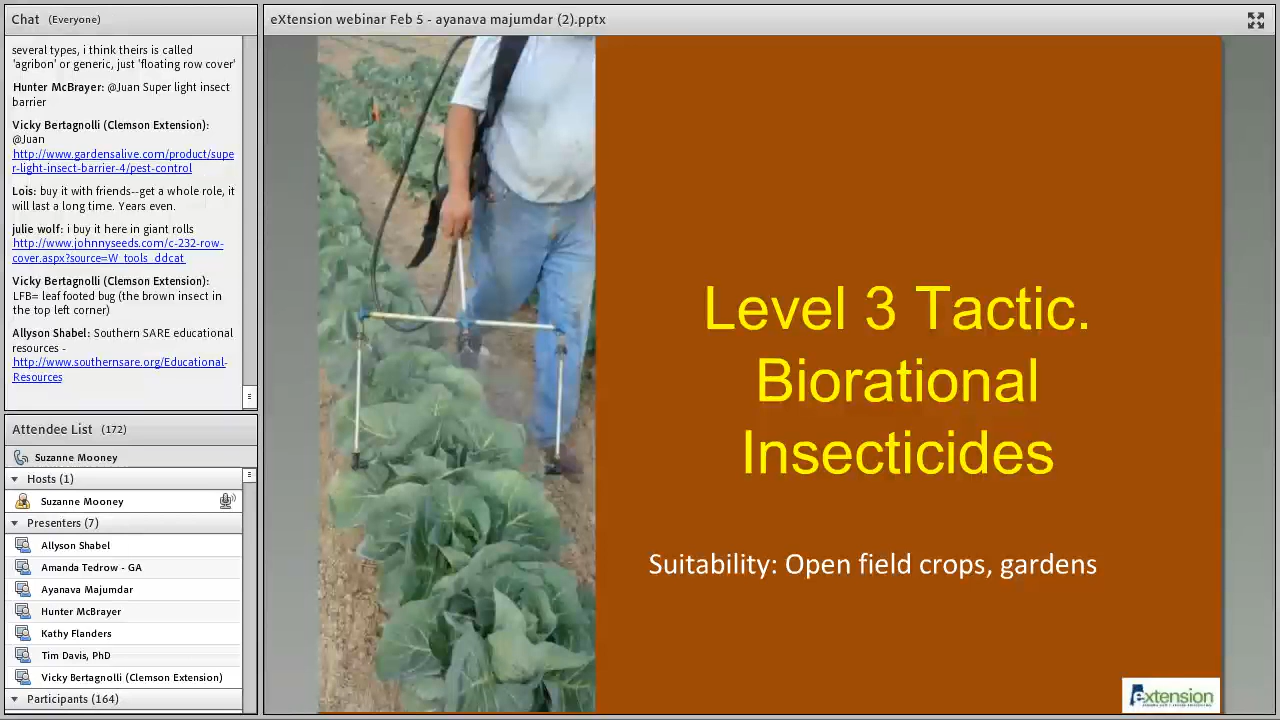 Chat (Everyone)
several types, i think theirs is called
'agribon' or generic, just 'floating row cover'
Hunter McBrayer: @Juan Super light insect
barrier
Vicky Bertagnolli (Clemson Extension):
@Juan
http://www.gardensalive.com/product/supe
r-light-insect-barrier-4/pest-control
Lois: buy it with friends--get a whole role, it
will last a long time. Years even.
julie wolf: i buy it here in giant rolls
http://www.johnnyseeds.com/c-232-row-
cover.aspx?source=W_tools_ddcat
Vicky Bertagnolli (Clemson Extension):
LFB= leaf footed bug (the brown insect in
the top left corner)
Allyson Shabel: Southern SARE educational
resources -
http://www.southernsare.org/Educational-
Resources
Attendee List (172)
Suzanne Mooney
Hosts (1)
Suzanne Mooney
Presenters (7)
Allyson Shabel
Amanda Tedrow - GA
Ayanava Majumdar
Hunter McBrayer
Kathy Flanders
Tim Davis, PhD
Vicky Bertagnolli (Clemson Extension)
Participants (164)
eXtension webinar Feb 5 - ayanava majumdar (2).pptx
Level 3 Tactic.
Biorational
Insecticides
Suitability: Open field crops, gardens
extension